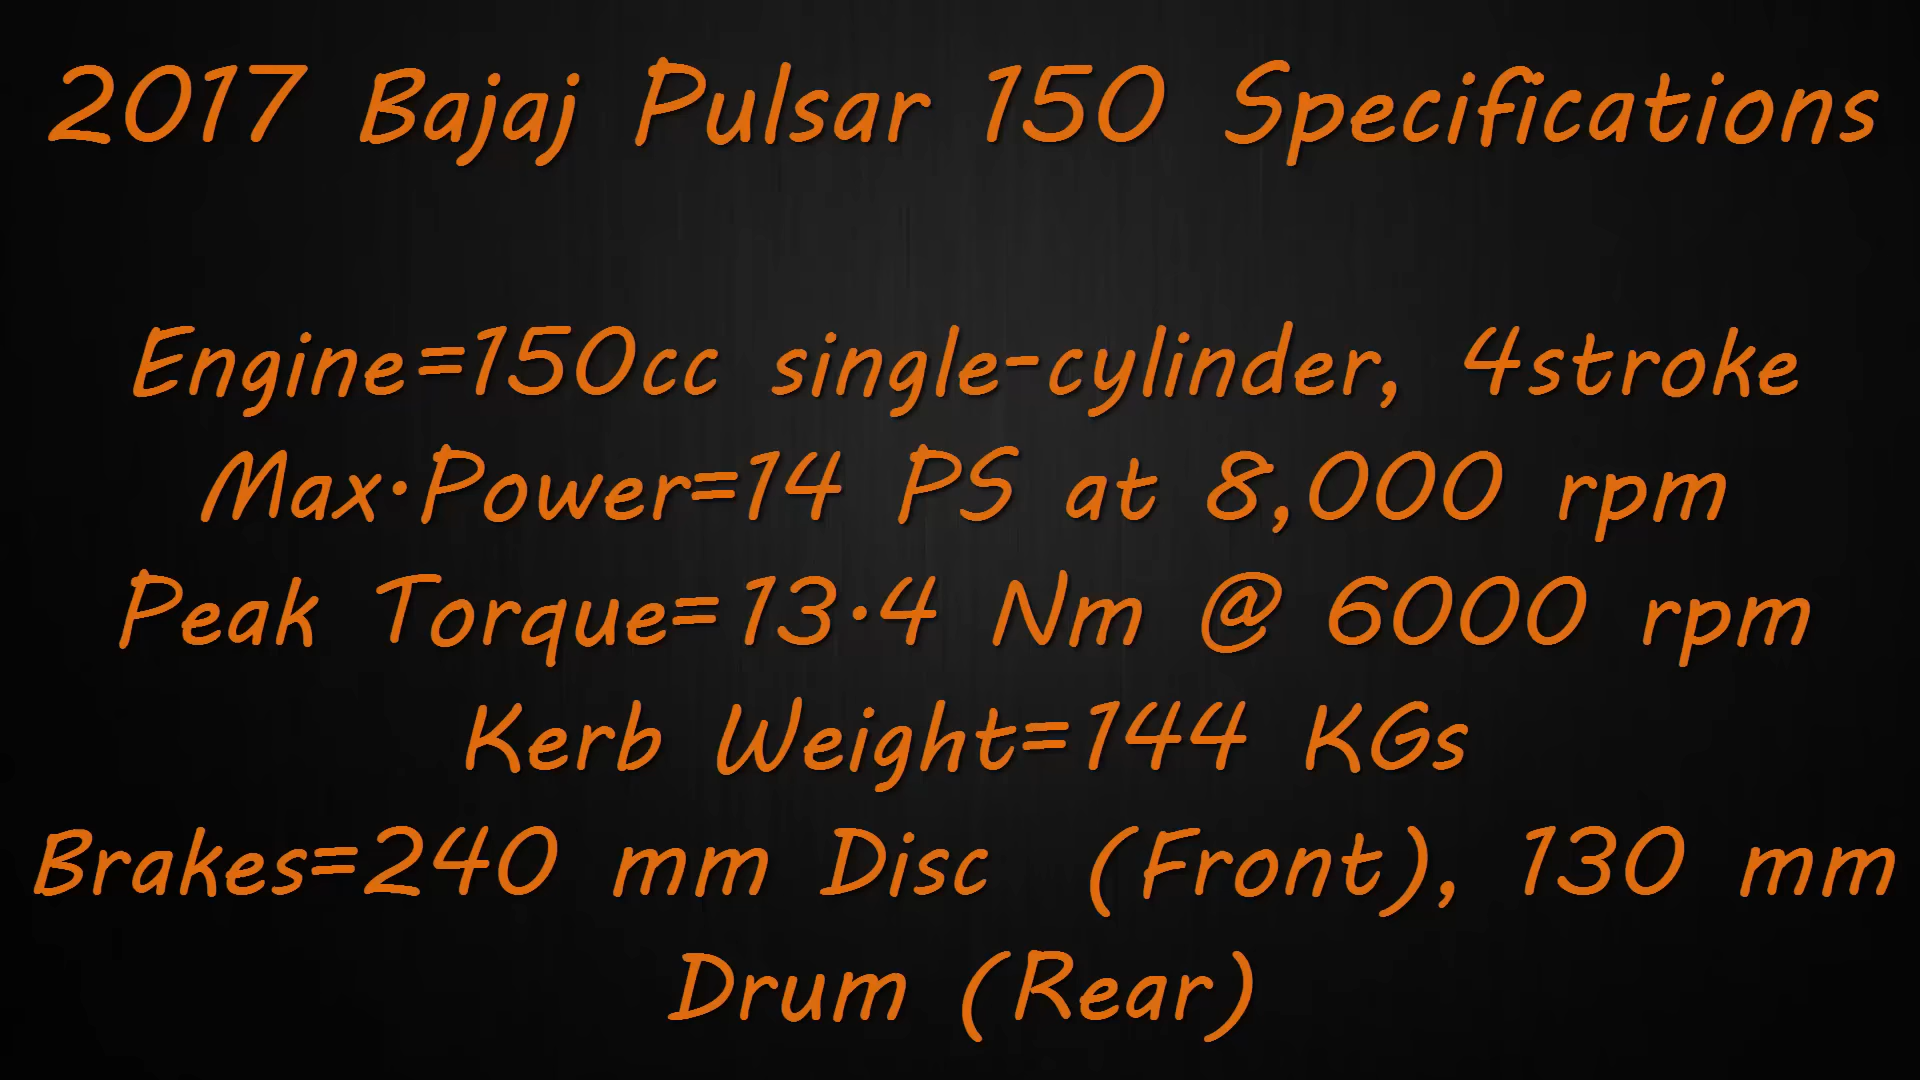 2017 Bajaj Pulsar 150 Specifications
Engine=150cc single-cylinder, 4stroke
Max·Power=14 PS at 8,000 rpm
Peak Torque=13·4 Nm @ 6000 rpm
Kerb Weight=144 KGs
Brakes=240 mm Disc (Front), 130 mm
Drum (Rear)